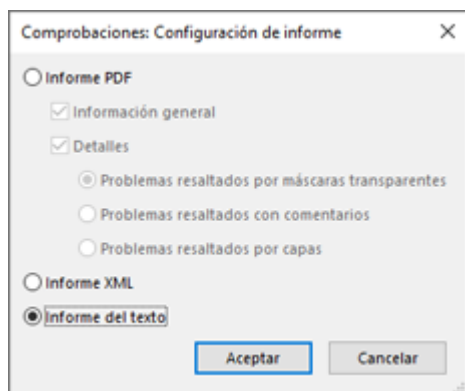 Comprobaciones: Configuración de informe
Informe PDF
Información general
Detalles
Problemas resaltados por máscaras transparentes
Problemas resaltados con comentarios
Problemas resaltados por capas
Informe XML
Informe del texto
Aceptar
Cancelar